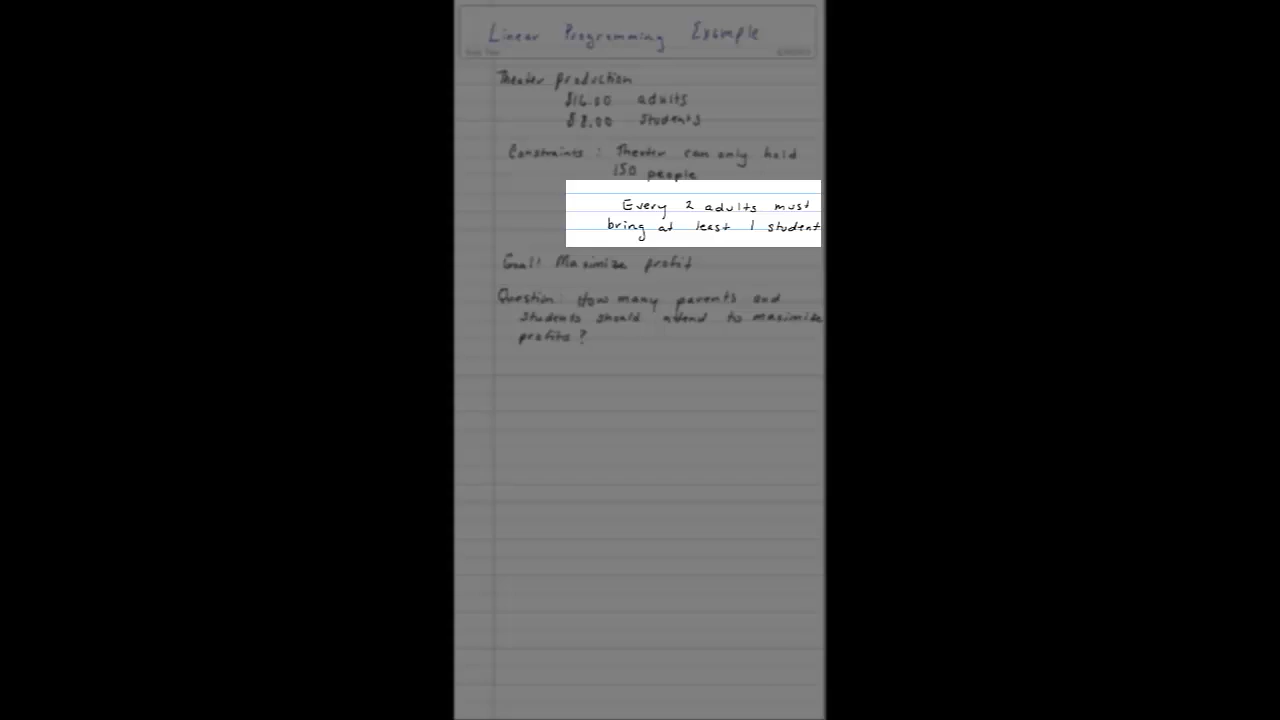 Linear Programming Example
Theater production
$16.00 adults
$8.00 students
Constraints: Theater can only hold
150 people
Every 2 adults must
bring at least 1 student
Goal: Maximize profit
Question: How many parents and
students should attend to maximize
profits?